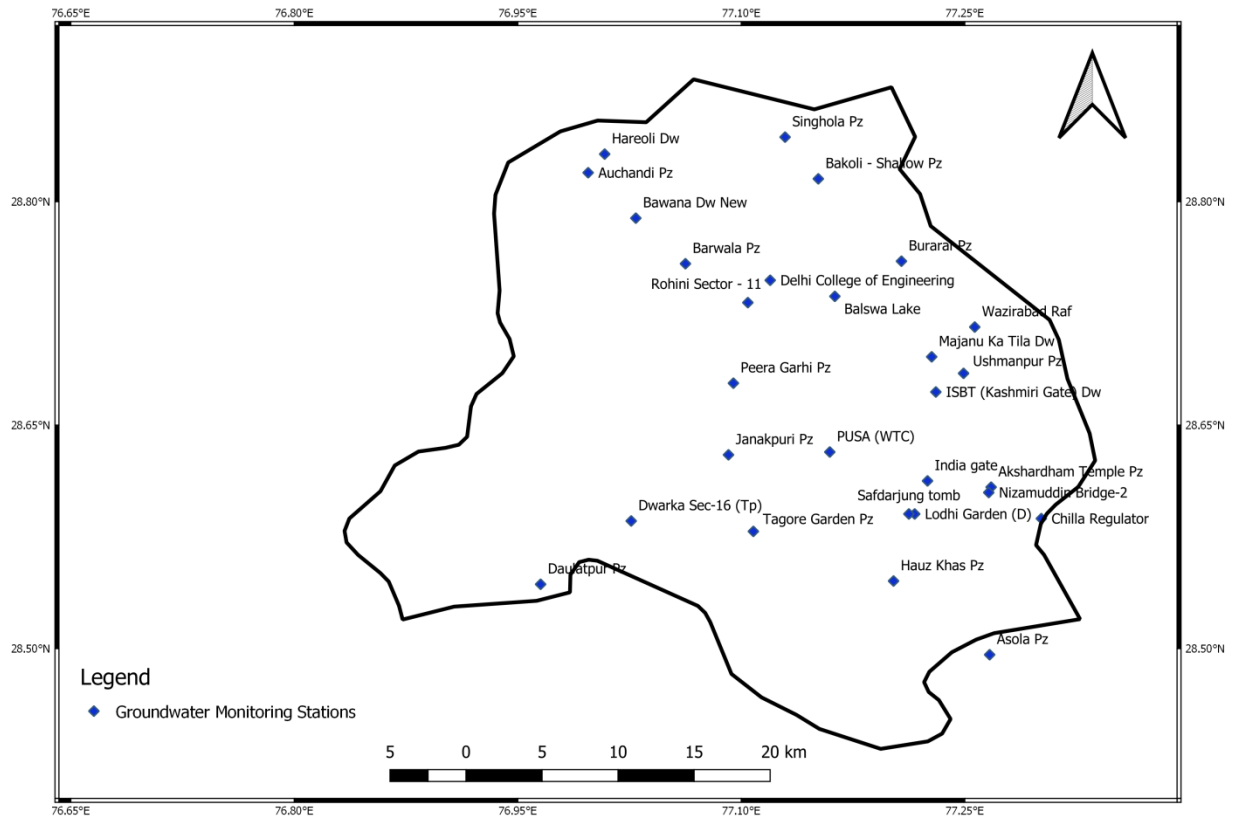 76.65°E 76.80°E 76.95°E 77.10°E 77.25°E
Singhola Pz
Hareoli Dw
Bakoli - Shallow Pz
Auchandi Pz
28.80°N 28.80°N
Bawana Dw New
Burarai Pz
Barwala Pz
Rohini Sector - 11 Delhi College of Engineering
Balswa Lake Wazirabad Raf
Majanu Ka Tila Dw
Ushmanpur Pz
Peera Garhi Pz
ISBT (Kashmiri Gate) Dw
28.65°N 28.65°N
Janakpuri Pz PUSA (WTC)
India gate Akshardham Temple Pz
Safdarjung tomb Nizamuddin Bridge-2
Dwarka Sec-16 (Tp) Tagore Garden Pz Lodhi Garden (D) Chilla Regulator
Daulatpur Pz Hauz Khas Pz
Asola Pz
28.50°N 28.50°N
Legend
Groundwater Monitoring Stations
5 0 5 10 15 20 km
76.65°E 76.80°E 76.95°E 77.10°E 77.25°E